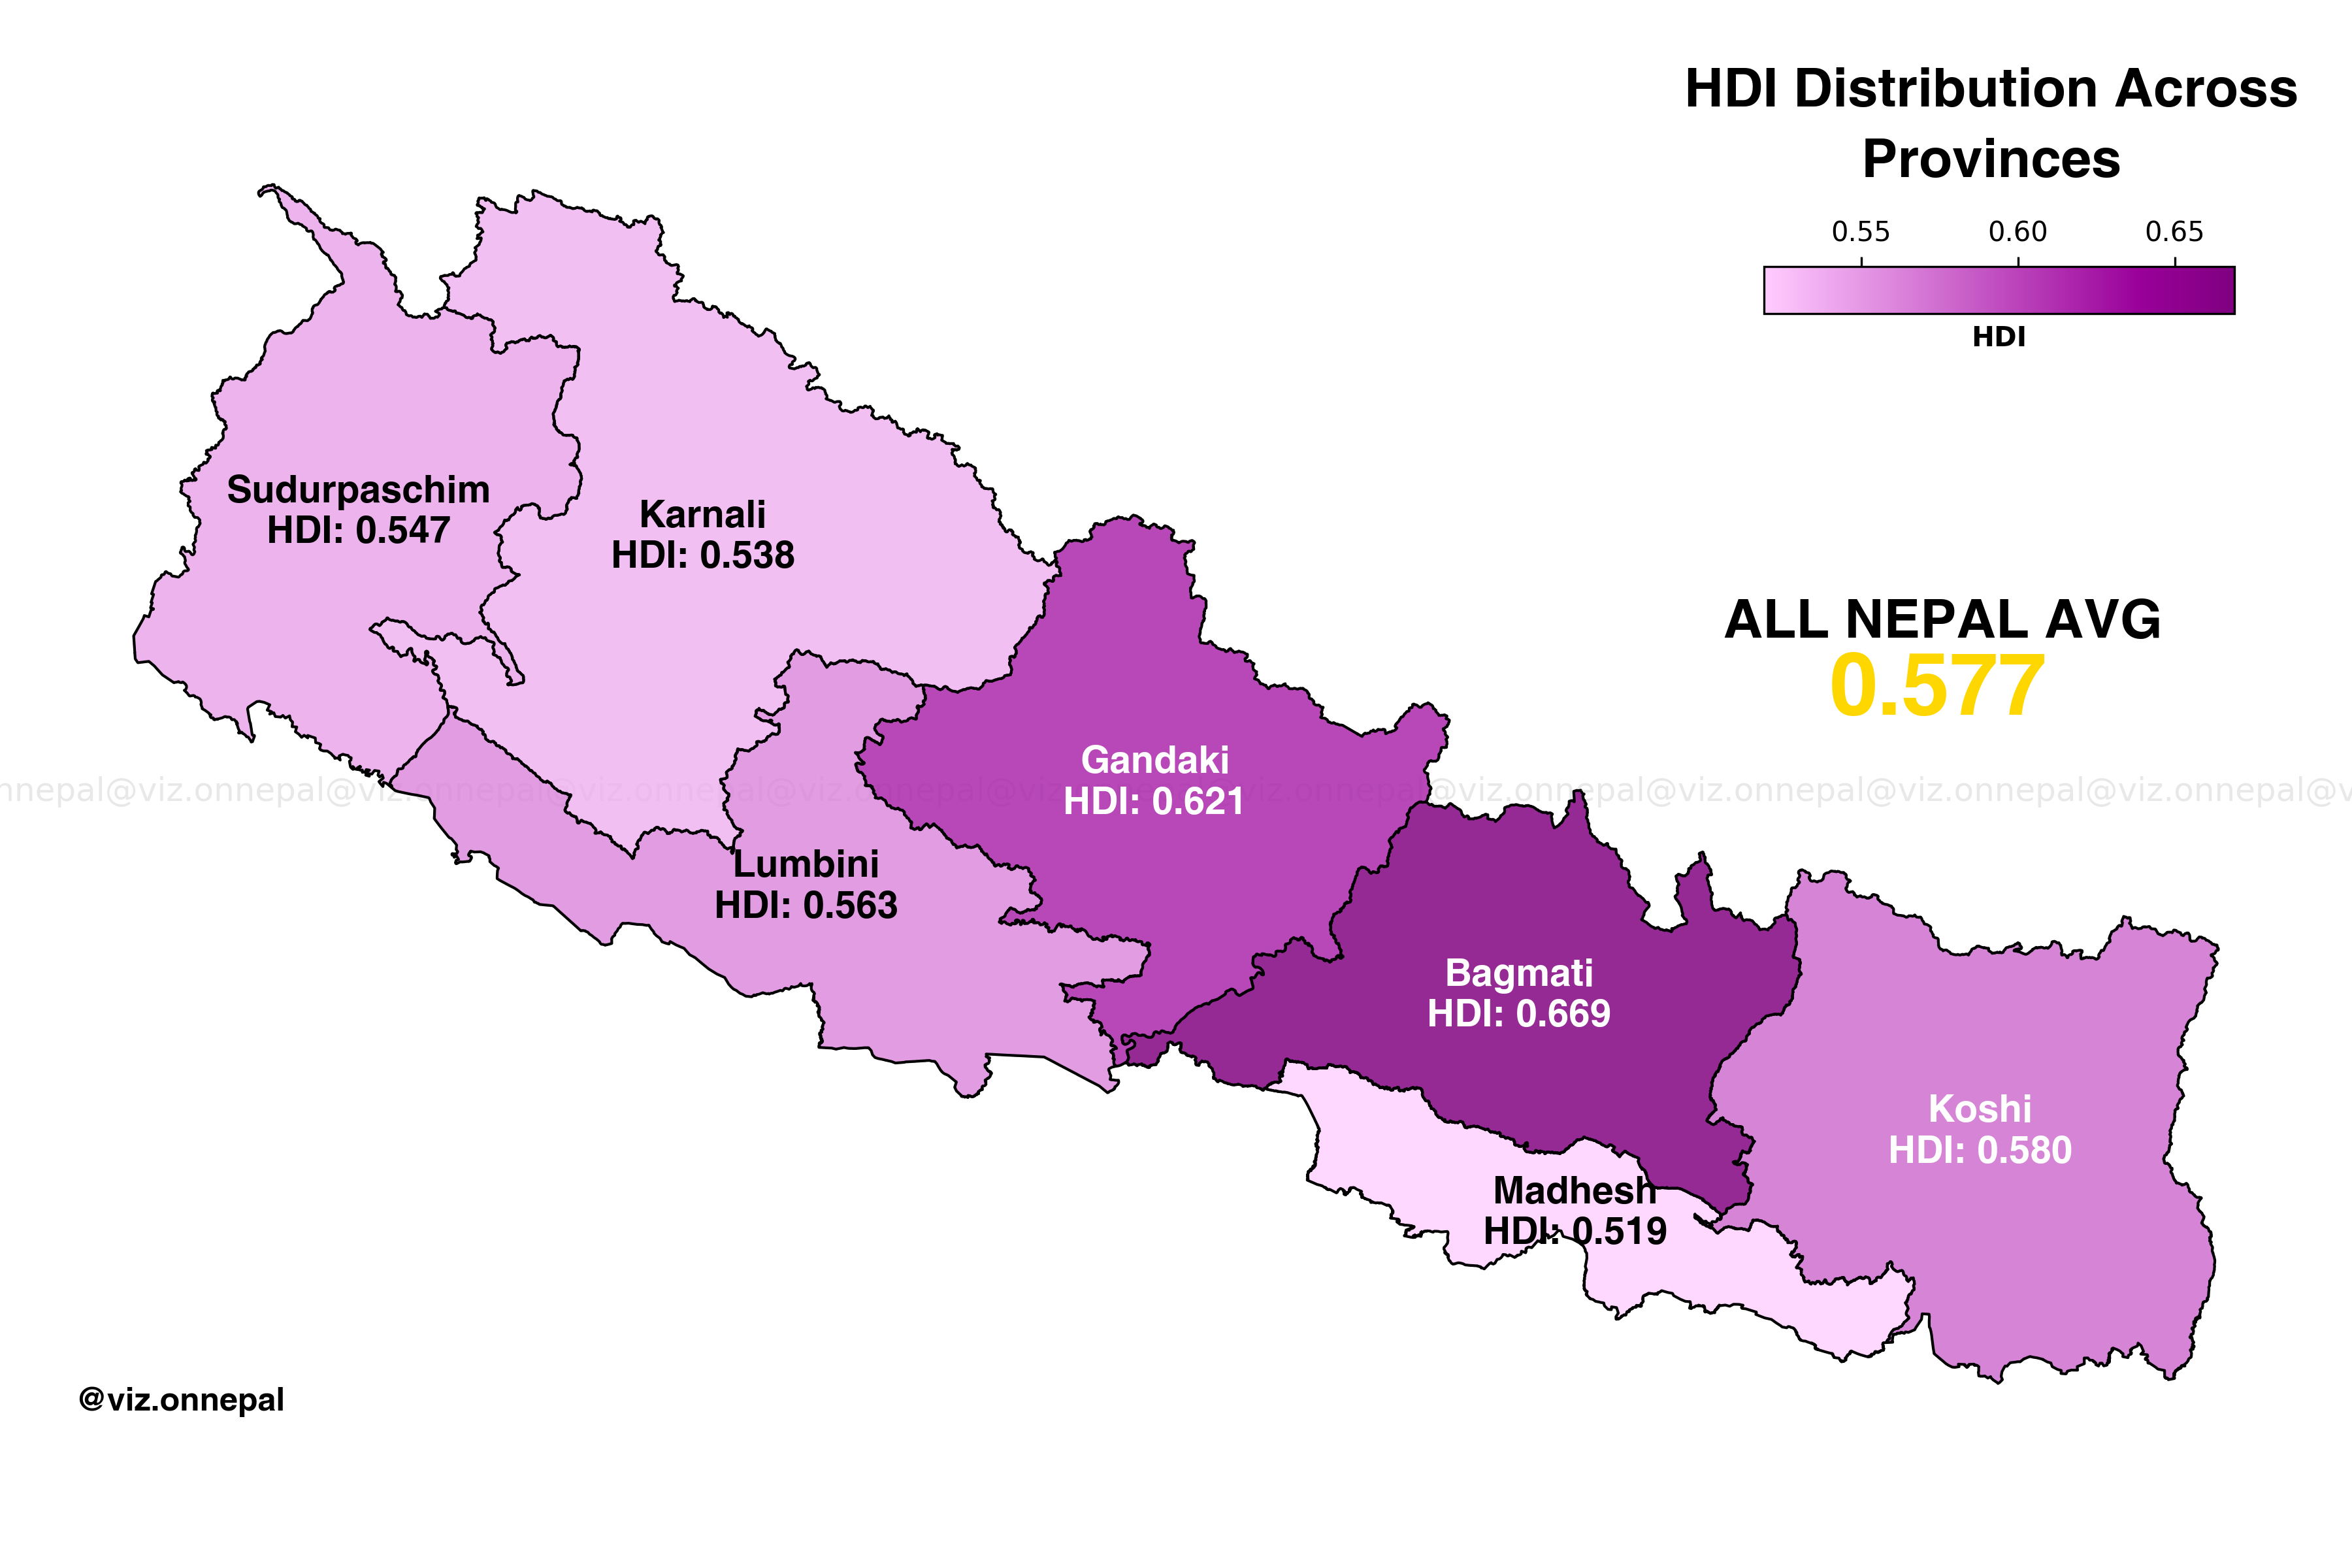 HDI Distribution Across
Provinces
0.55 0.60 0.65
HDI
Sudurpaschim
HDI: 0.547
Karnali
HDI: 0.538
ALL NEPAL AVG
0.577
Gandaki
HDI: 0.621
nnepal@viz.onnepal@viz.onnepal@viz.onnepal@viz.onnepal@viz.onnepal@viz.onnepal@viz.onnepal@viz.onnepal@viz.onnepal@viz.onnepal@v
Lumbini
HDI: 0.563
Bagmati
HDI: 0.669
Koshi
HDI: 0.580
Madhesh
HDI: 0.519
@viz.onnepal